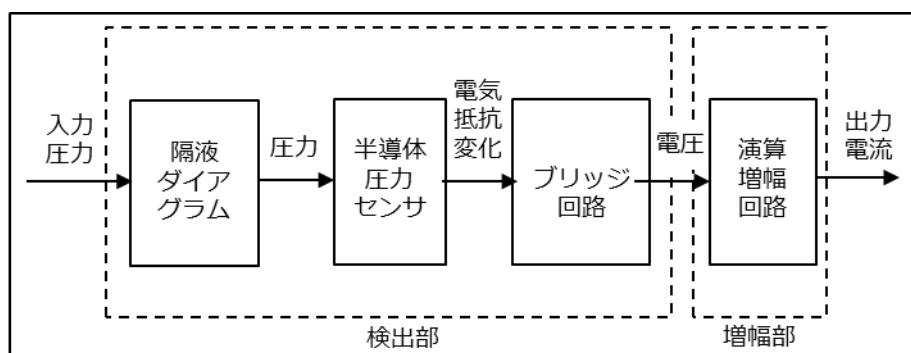 入力
圧力
隔液
ダイア
グラム
圧力
半導体
圧力
センサ
電気
抵抗
変化
ブリッジ
回路
電圧
演算
増幅
回路
出力
電流
検出部
増幅部